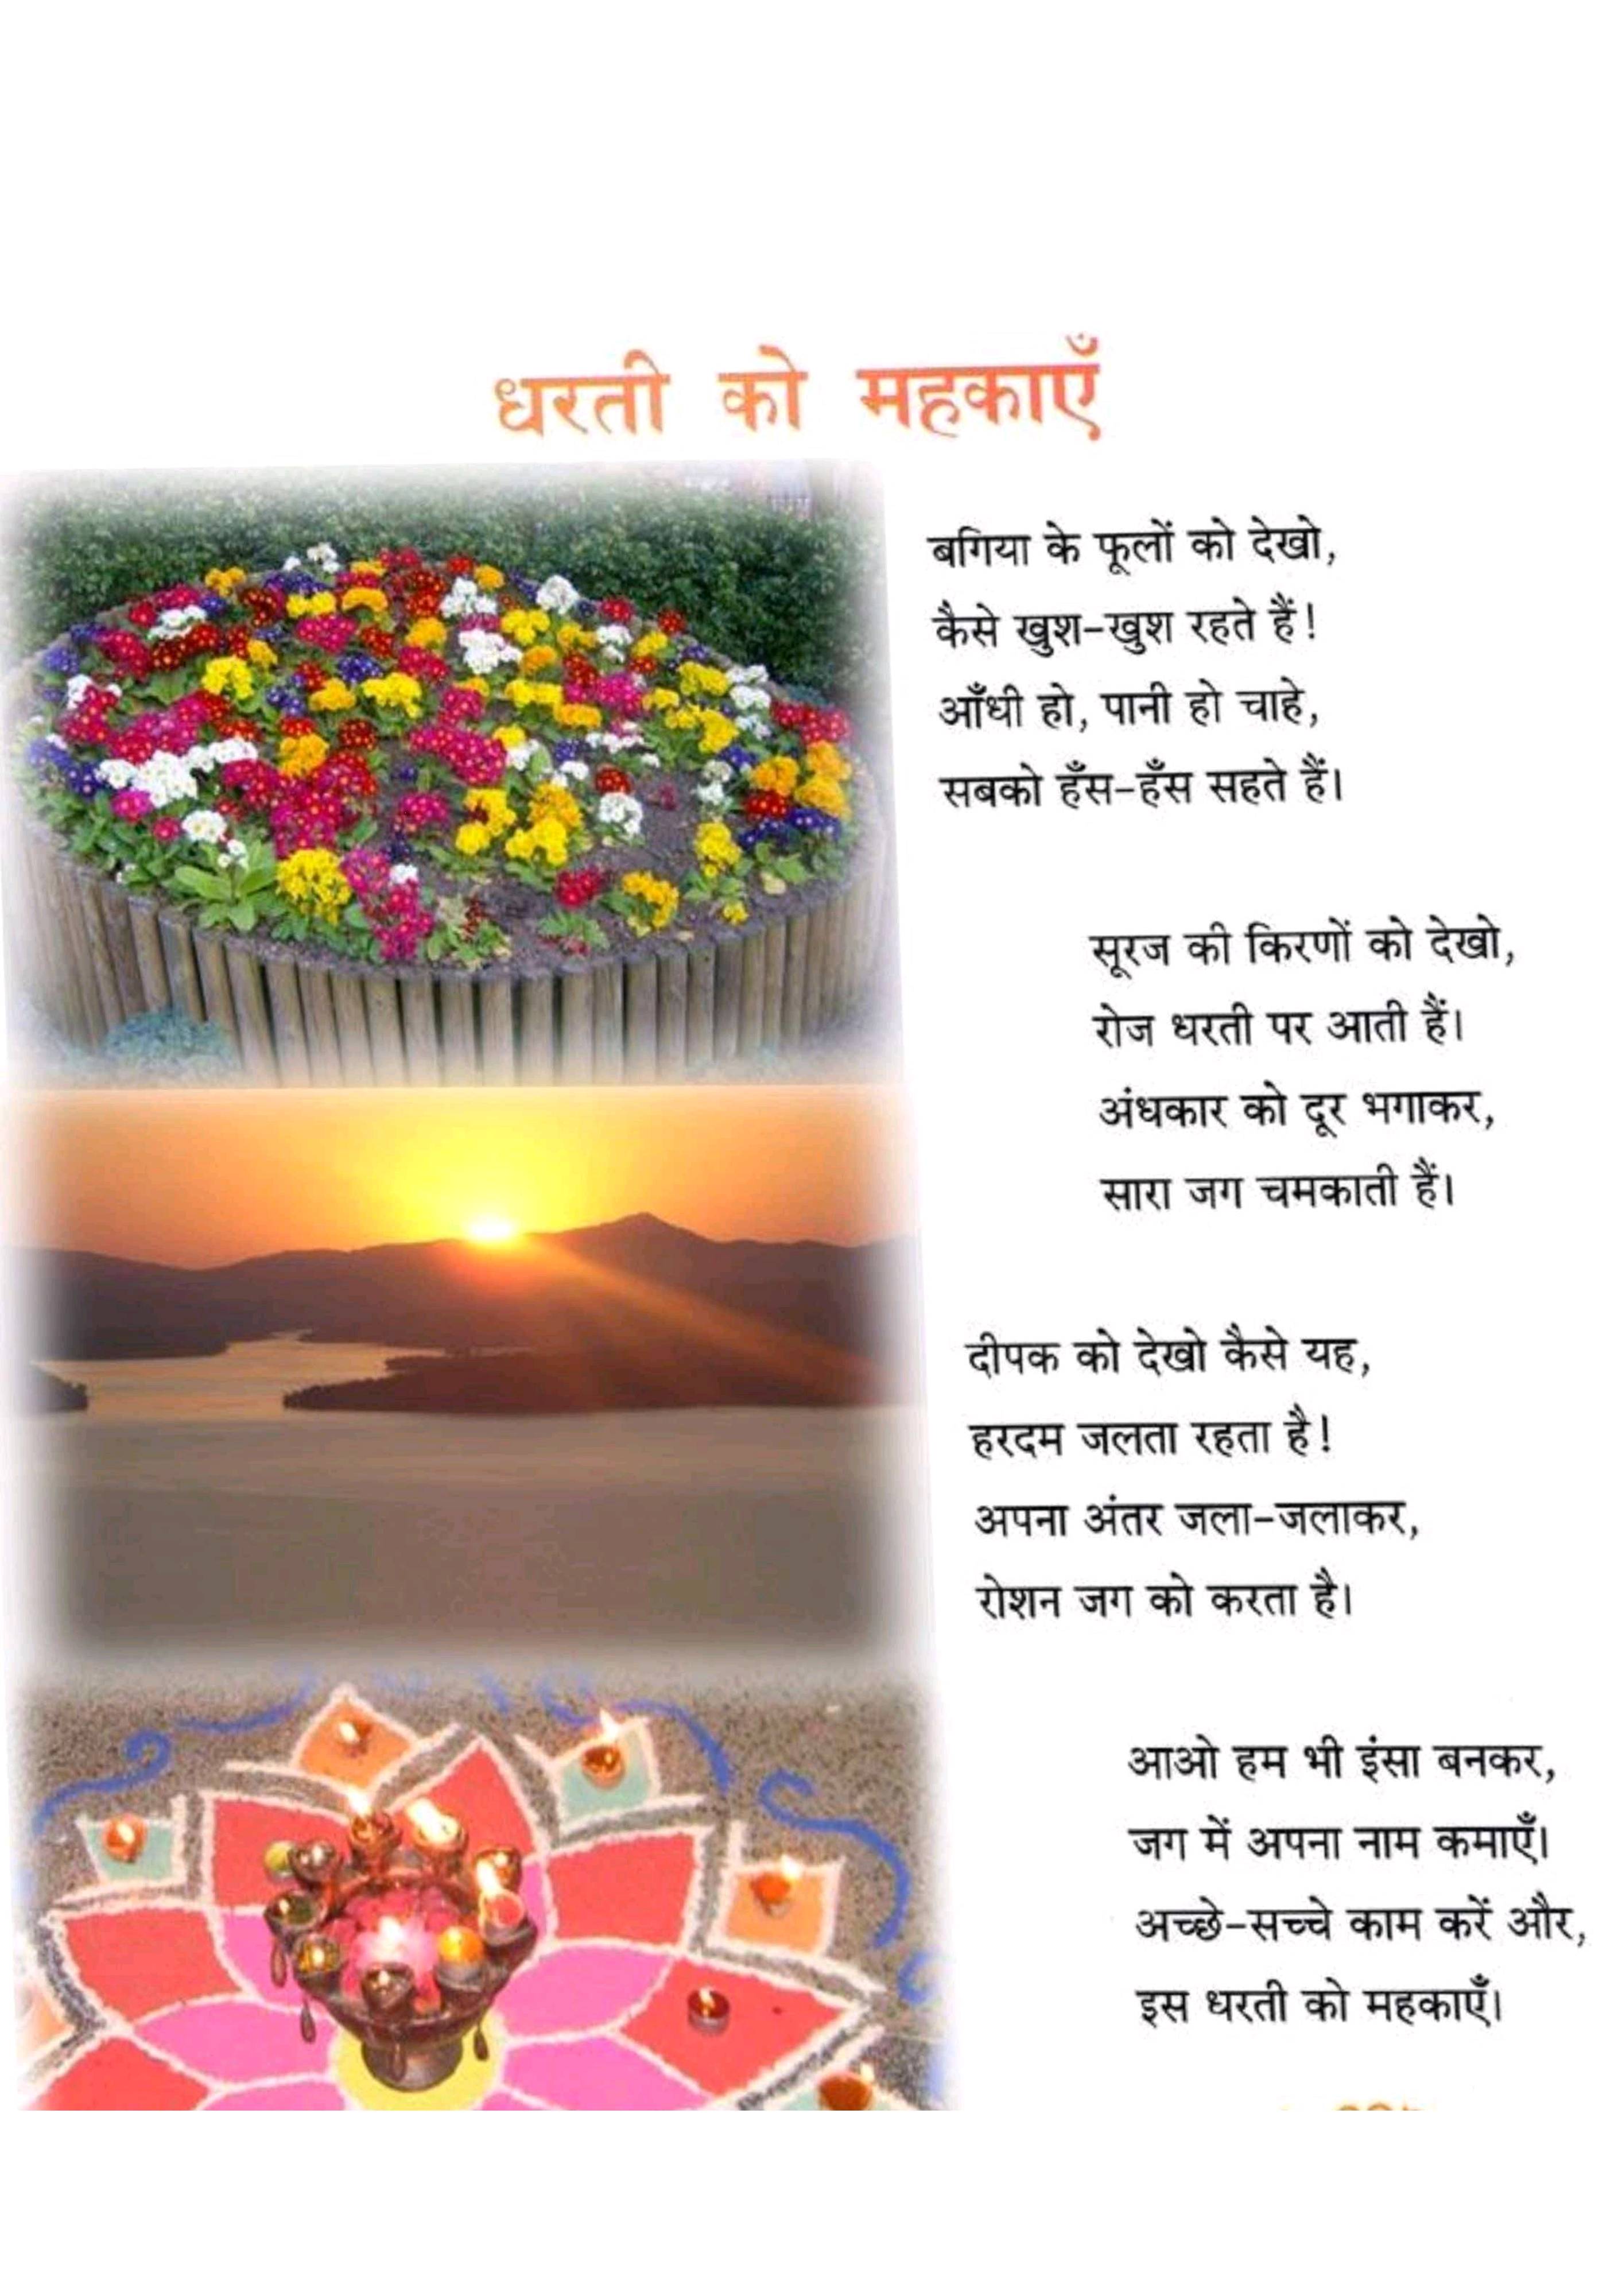 धरती को महकाएँ
बगिया के फूलों को देखो,
कैसे खुश-खुश रहते हैं!
आँधी हो, पानी हो चाहे,
सबको हँस-हँस सहते हैं।
सूरज की किरणों को देखो,
रोज धरती पर आती हैं।
अंधकार को दूर भगाकर,
सारा जग चमकाती हैं।
दीपक को देखो कैसे यह,
हरदम जलता रहता है!
अपना अंतर जला-जलाकर,
रोशन जग को करता है।
आओ हम भी इंसा बनकर,
जग में अपना नाम कमाएँ।
अच्छे-सच्चे काम करें और,
इस धरती को महकाएँ।